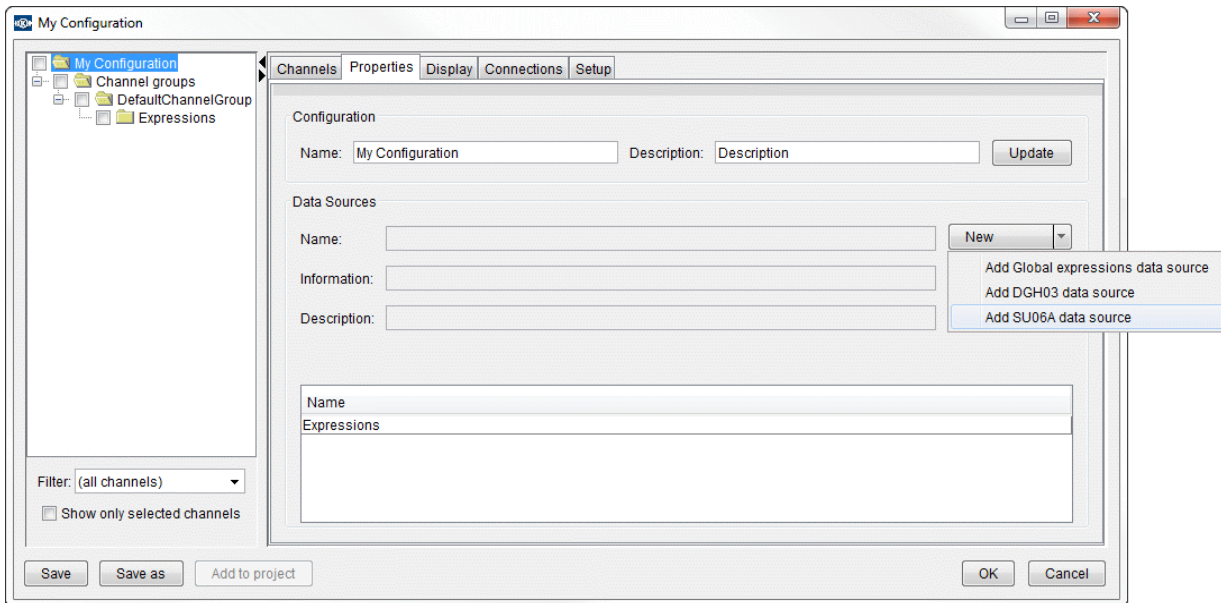 My Configuration
My Configuration
Channel groups
DefaultChannelGroup
Expressions
Filter: (all channels)
Show only selected channels
Channels Properties Display Connections Setup
Configuration
Name: My Configuration Description: Description Update
Data Sources
Name: New
Add Global expressions data source
Information:
Add DGH03 data source
Description:
Add SU06A data source
Name
Expressions
Save Save as Add to project OK Cancel